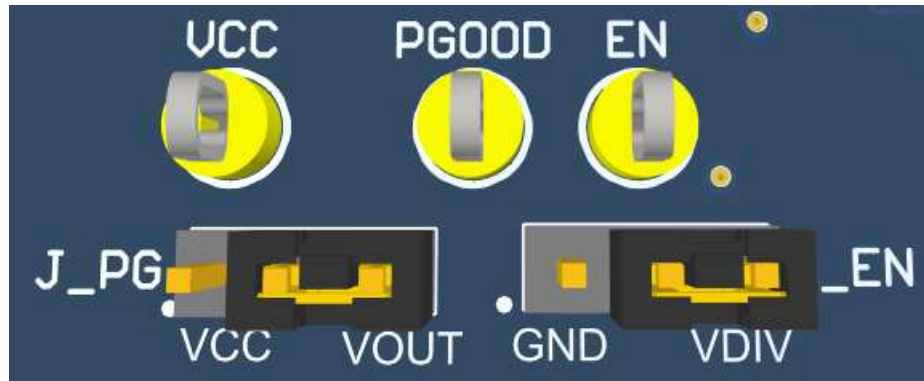 VCC PGOOD EN
J_PG _EN
VCC VOUT GND VDIV